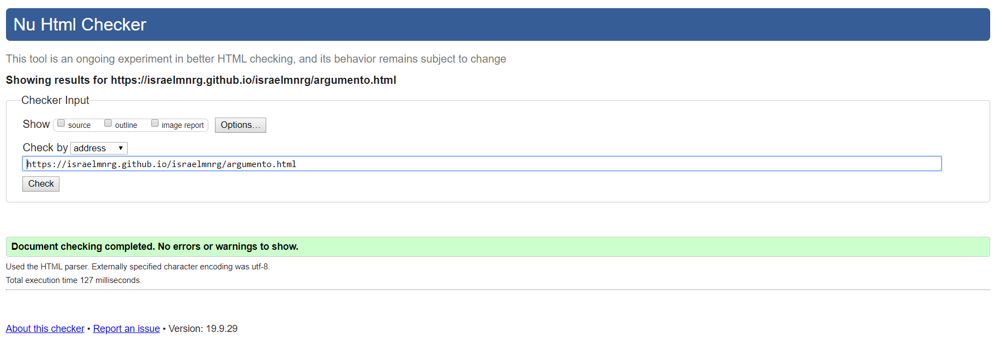 Nu Html Checker
This tool is an ongoing experiment in better HTML checking, and its behavior remains subject to change
Showing results for https://israelmnrg.github.io/israelmnrg/argumento.html
Checker Input
Show source outline image report Options...
Check by address
https://israelmnrg.github.io/israelmnrg/argumento.html
Check
Document checking completed. No errors or warnings to show.
Used the HTML parser. Externally specified character encoding was utf-8.
Total execution time 127 milliseconds.
About this checker • Report an issue • Version: 19.9.29